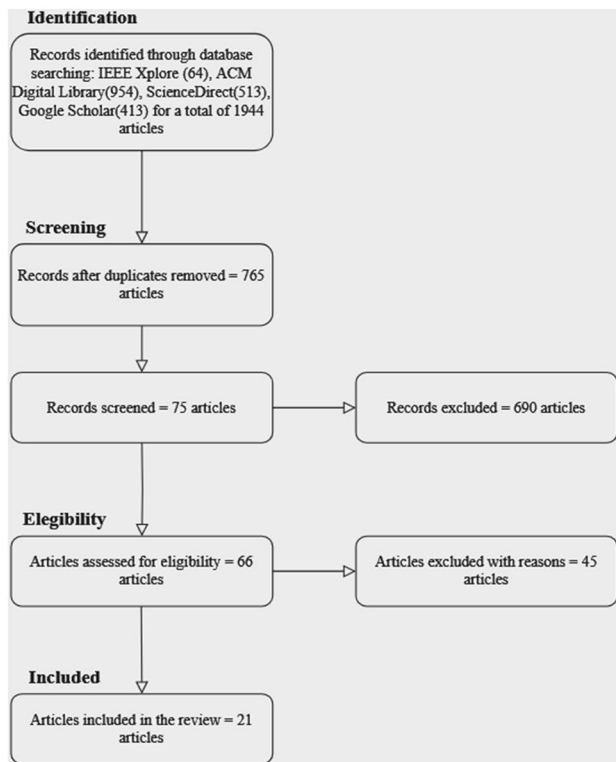 Identification
Records identified through database
searching: IEEE Xplore (64), ACM
Digital Library(954), ScienceDirect(513),
Google Scholar(413) for a total of 1944
articles
Screening
Records after duplicates removed = 765
articles
Records screened = 75 articles
Records excluded = 690 articles
Elegibility
Articles assessed for eligibility = 66
articles
Articles excluded with reasons = 45
articles
Included
Articles included in the review = 21
articles